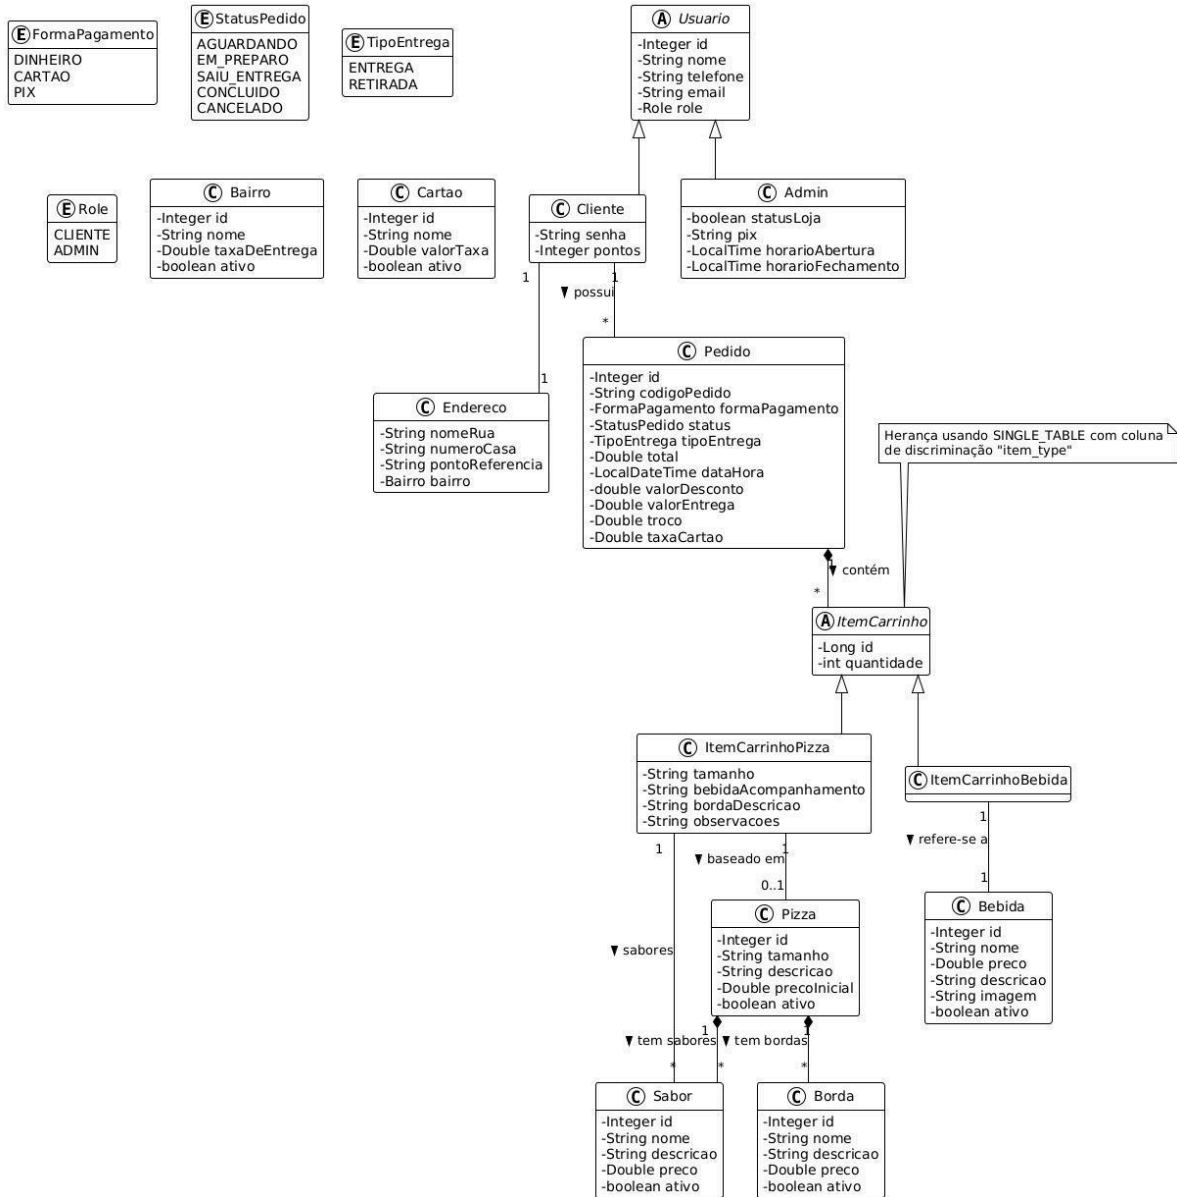 E FormaPagamento
DINHEIRO
CARTAO
PIX
E StatusPedido
AGUARDANDO
EM_PREPARO
SAIU_ENTREGA
CONCLUIDO
CANCELADO
E TipoEntrega
ENTREGA
RETIRADA
A Usuario
-Integer id
-String nome
-String telefone
-String email
-Role role
E Role
CLIENTE
ADMIN
C Bairro
-Integer id
-String nome
-Double taxaDeEntrega
-boolean ativo
C Cartao
-Integer id
-String nome
-Double valorTaxa
-boolean ativo
C Cliente
-String senha
-Integer pontos
C Admin
-boolean statusLoja
-String pix
-LocalTime horarioAbertura
-LocalTime horarioFechamento
1
1
possui
*
1
C Endereco
-String nomeRua
-String numeroCasa
-String pontoReferencia
-Bairro bairro
C Pedido
-Integer id
-String codigoPedido
-FormaPagamento formaPagamento
-StatusPedido status
-TipoEntrega tipoEntrega
-Double total
-LocalDateTime dataHora
-double valorDesconto
-Double valorEntrega
-Double troco
-Double taxaCartao
Herança usando SINGLE_TABLE com coluna
de discriminação "item_type"
1
contém
*
A ItemCarrinho
-Long id
-int quantidade
C ItemCarrinhoPizza
-String tamanho
-String bebidaAcompanhamento
-String bordaDescricao
-String observacoes
C ItemCarrinhoBebida
1
refere-se a
1
1
1
baseado em
0..1
C Pizza
-Integer id
-String tamanho
-String descricao
-Double precoInicial
-boolean ativo
C Bebida
-Integer id
-String nome
-Double preco
-String descricao
-String imagem
-boolean ativo
sabores
1
1
tem sabores
tem bordas
*
*
*
C Sabor
-Integer id
-String nome
-String descricao
-Double preco
-boolean ativo
C Borda
-Integer id
-String nome
-String descricao
-Double preco
-boolean ativo